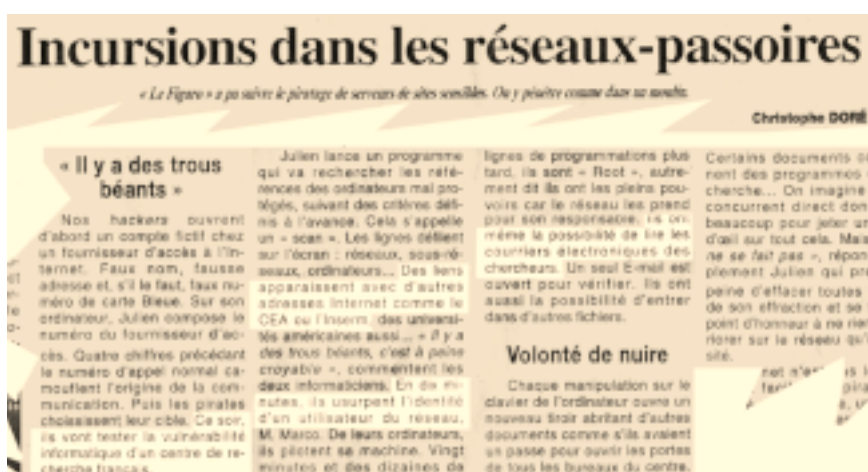 Incursions dans les réseaux-passoires
« Le Figaro » a pu suivre le piratage de serveurs de sites sensibles. On y pénètre comme dans un moulin.
Christophe DORÉ
« Il y a des trous
béants »
Nos hackers ouvrent
d'abord un compte fictif chez
un fournisseur d'accès à l'In-
ternet. Faux nom, fausse
adresse et, s'il le faut, faux nu-
méro de carte Bleue. Sur son
ordinateur, Julien compose le
numéro du fournisseur d'ac-
cès. Quatre chiffres précédant
le numéro d'appel normal ca-
mouflent l'origine de la com-
munication. Puis les pirates
choisissent leur cible. Ce soir,
ils vont tester la vulnérabilité
informatique d'un centre de re-
cherche français.
Julien lance un programme
qui va rechercher les réfé-
rences des ordinateurs mal pro-
tégés, suivant des critères défi-
nis à l'avance. Cela s'appelle
un « scan ». Les lignes défilent
sur l'écran : réseaux, sous-ré-
seaux, ordinateurs... Des liens
apparaissent avec d'autres
adresses Internet comme le
CEA ou l'Inserm, des universi-
tés américaines aussi... « Il y a
des trous béants, c'est à peine
croyable », commentent les
deux informaticiens. En dix mi-
nutes, ils usurpent l'identité
d'un utilisateur du réseau,
M. Marco. De leurs ordinateurs,
ils pilotent sa machine. Vingt
minutes et des dizaines de
lignes de programmations plus
tard, ils sont « Root », autre-
ment dit ils ont les pleins pou-
voirs car le réseau les prend
pour son responsable. Ils ont
même la possibilité de lire les
courriers électroniques des
chercheurs. Un seul E-mail est
ouvert pour vérifier. Ils ont
aussi la possibilité d'entrer
dans d'autres fichiers.
Volonté de nuire
Chaque manipulation sur le
clavier de l'ordinateur ouvre un
nouveau tiroir abritant d'autres
documents comme s'ils avaient
un passe pour ouvrir les portes
de tous les bureaux du centre.
Certains documents
nent des programmes
cherche... On imagine
concurrent direct
beaucoup pour jeter
d'œil sur tout cela.
ne se fait pas »,
plement Julien qui
peine d'effacer toutes
de son effraction et
point d'honneur à ne
riorer sur le réseau
sité.